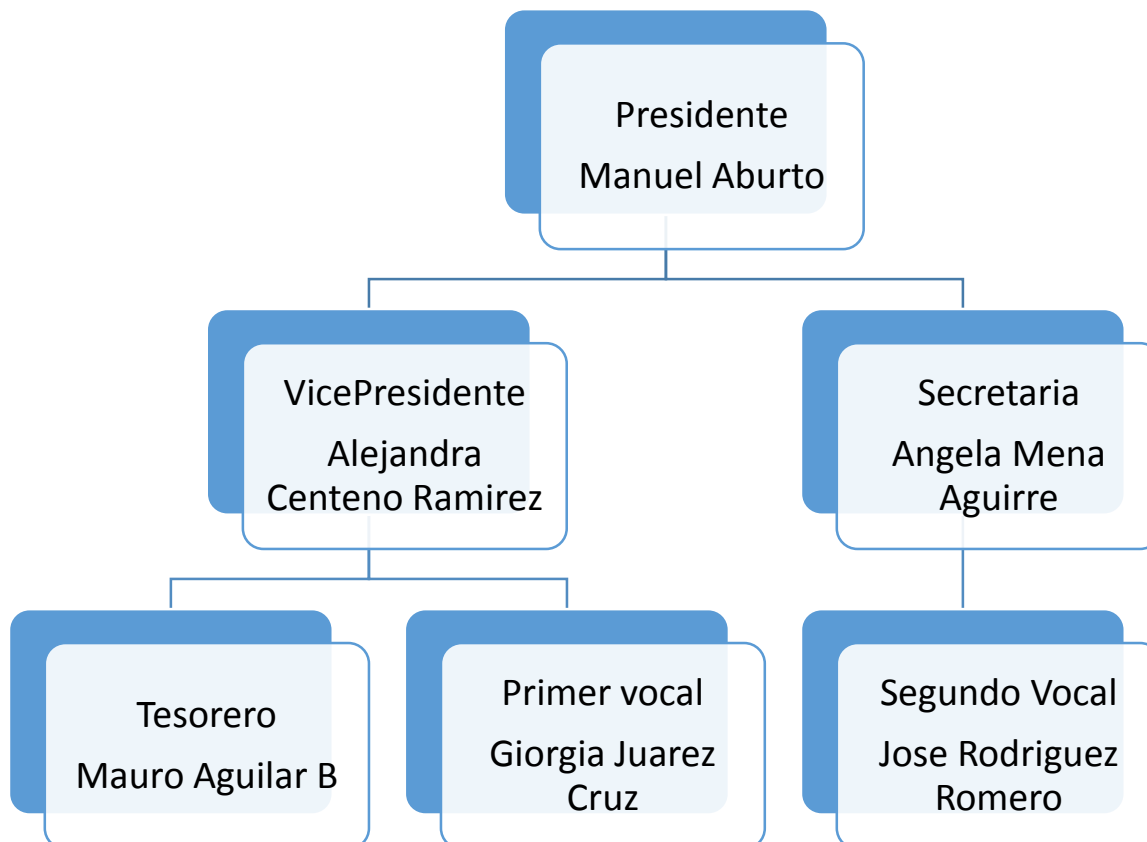 Presidente
Manuel Aburto
VicePresidente
Alejandra
Centeno Ramirez
Secretaria
Angela Mena
Aguirre
Tesorero
Mauro Aguilar B
Primer vocal
Giorgia Juarez
Cruz
Segundo Vocal
Jose Rodriguez
Romero